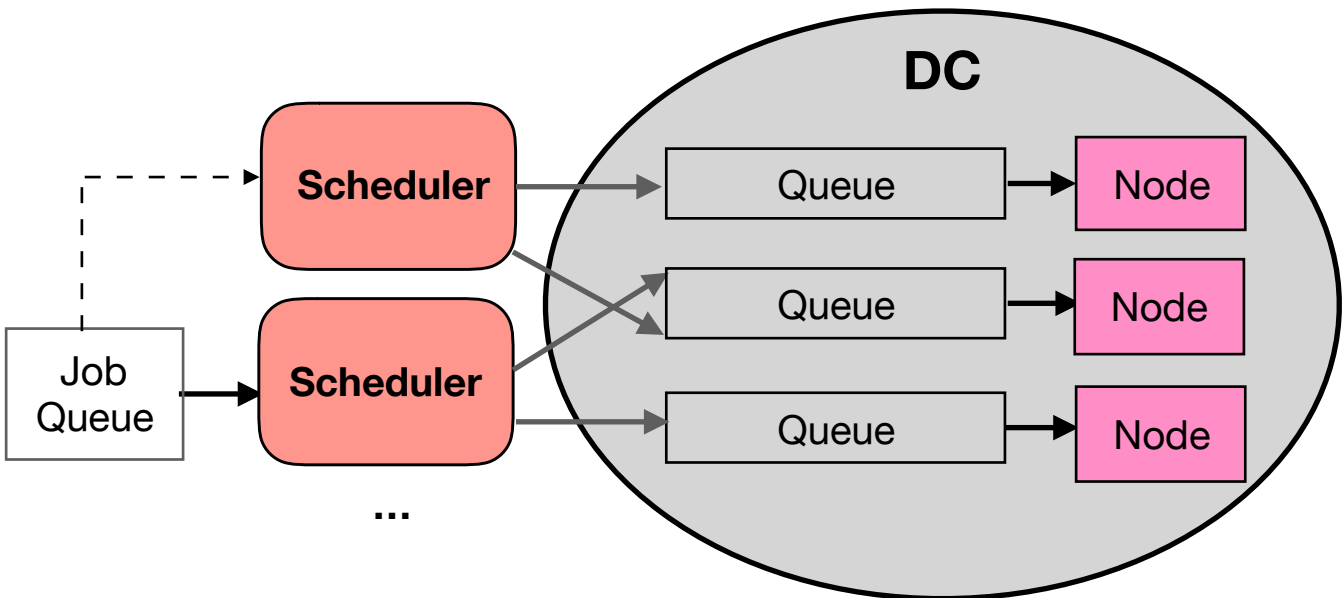 DC
Scheduler
Queue
Node
Queue
Node
Job
Queue
Scheduler
Queue
Node
...